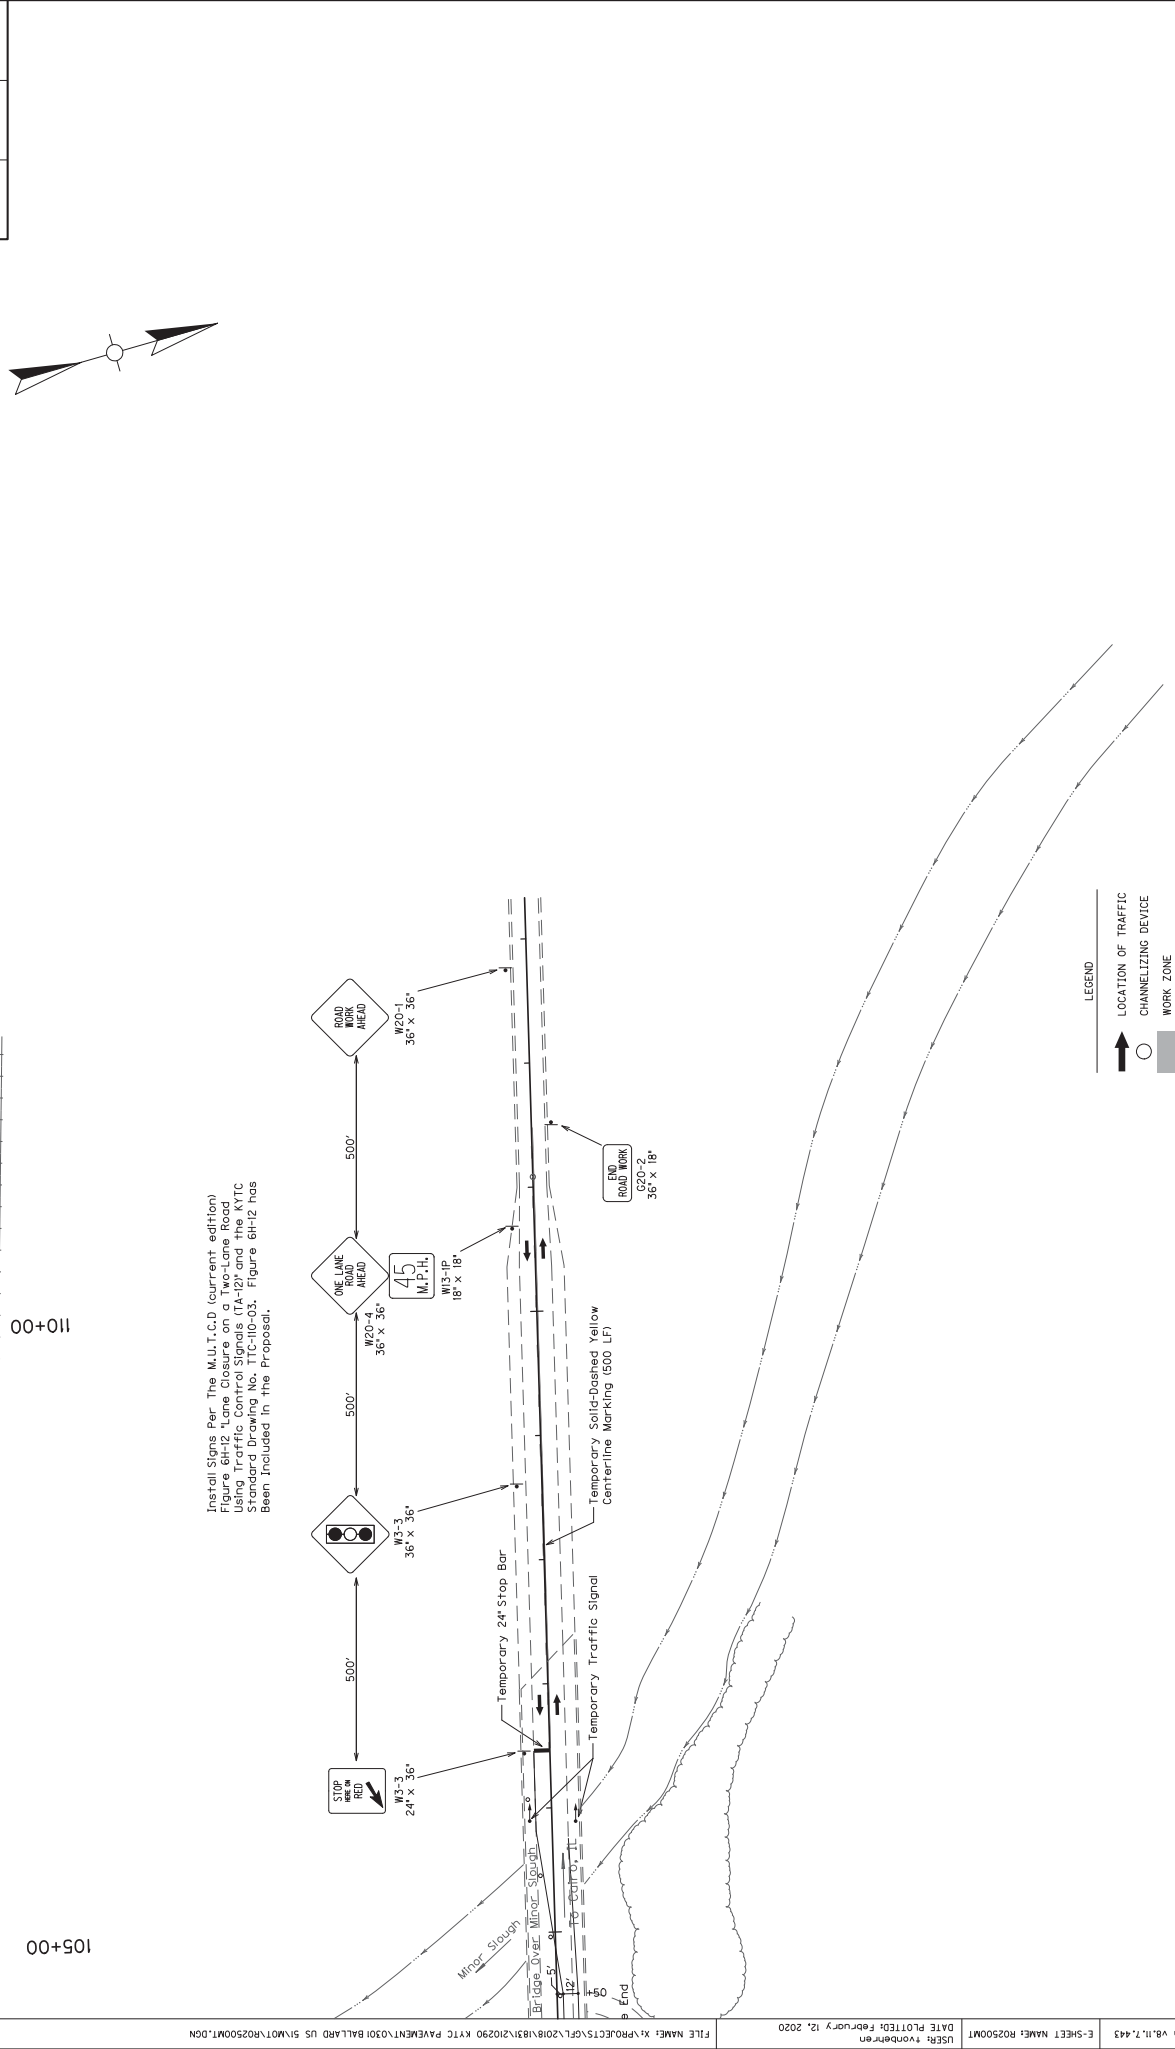 Install Signs Per The M.U.T.C.D (current edition)
Figure 6H-12 "Lane Closure on a Two-Lane Road
Using Traffic Control Signals (TA-12)" and the KYTC
Standard Drawing No. TTC-110-03. Figure 6H-12 has
Been Included in the Proposal.
STOP
HERE ON
RED
W3-3
24" x 36"
500'
W3-3
36" x 36"
500'
ONE LANE
ROAD
AHEAD
W20-4
36" x 36"
45
M.P.H.
W13-1P
18" x 18"
500'
ROAD
WORK
AHEAD
W20-1
36" x 36"
END
ROAD WORK
G20-2
36" x 18"
Temporary 24" Stop Bar
Temporary Solid-Dashed Yellow
Centerline Marking (500 LF)
Temporary Traffic Signal
Minor Slough
Bridge Over Minor Slough
To Cairo, IL
5'
12'
+50
e End
105+00
110+00
LEGEND
LOCATION OF TRAFFIC
CHANNELIZING DEVICE
WORK ZONE
FILE NAME: X:\PROJECTS\GFL\2018\1831\210290 KYTC PAVEMENT\0301 BALLARD US 51\MOT\R02500MT.DGN
USER: tvonbehren
DATE PLOTTED: February 12, 2020
E-SHEET NAME: R02500MT
v8.11.7.443